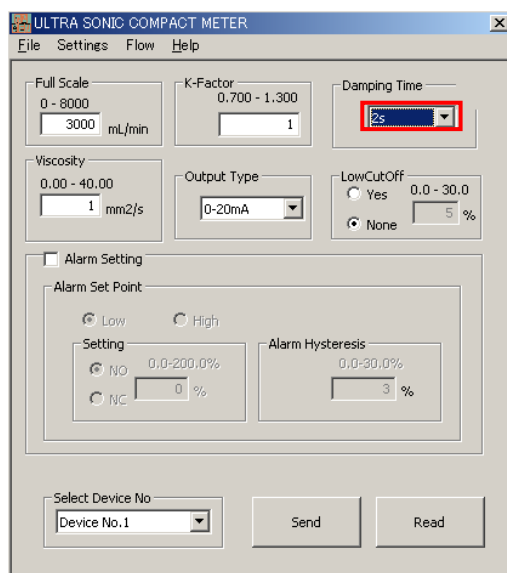 ULTRA SONIC COMPACT METER
File Settings Flow Help
Full Scale
0 - 8000
3000 mL/min
K-Factor
0.700 - 1.300
1
Damping Time
2s
Viscosity
0.00 - 40.00
1 mm2/s
Output Type
0-20mA
LowCutOff
Yes 0.0 - 30.0
5 %
None
Alarm Setting
Alarm Set Point
Low High
Setting
NO 0.0-200.0%
0 %
NC
Alarm Hysteresis
0.0-30.0%
3 %
Select Device No
Device No.1
Send
Read